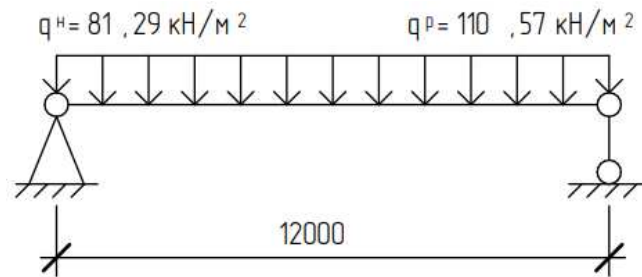 qн = 81 ,29 кН/м 2 qр = 110 ,57 кН/м 2
12000